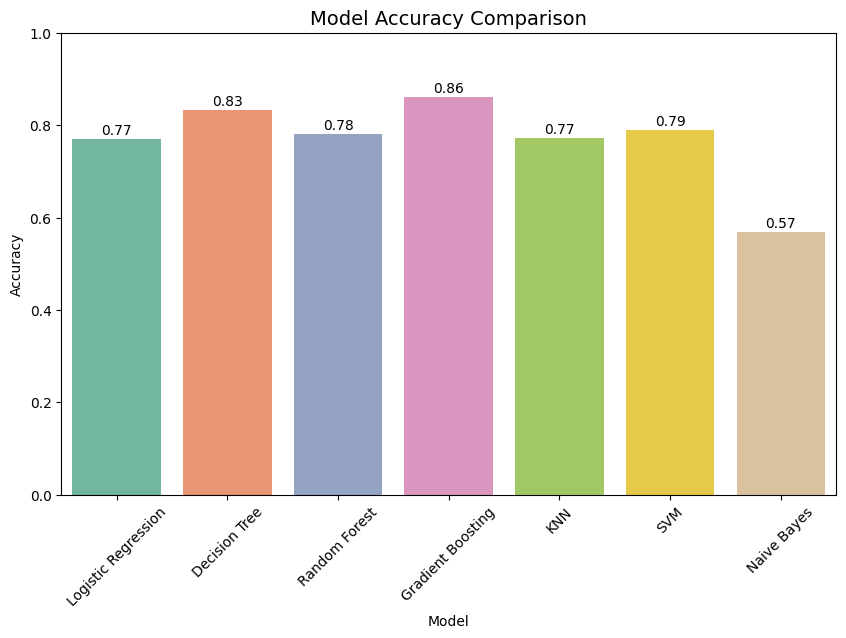 Model Accuracy Comparison
1.0
0.8
0.6
0.4
0.2
0.0
Accuracy
0.77
0.83
0.78
0.86
0.77
0.79
0.57
Logistic Regression
Decision Tree
Random Forest
Gradient Boosting
KNN
SVM
Naive Bayes
Model